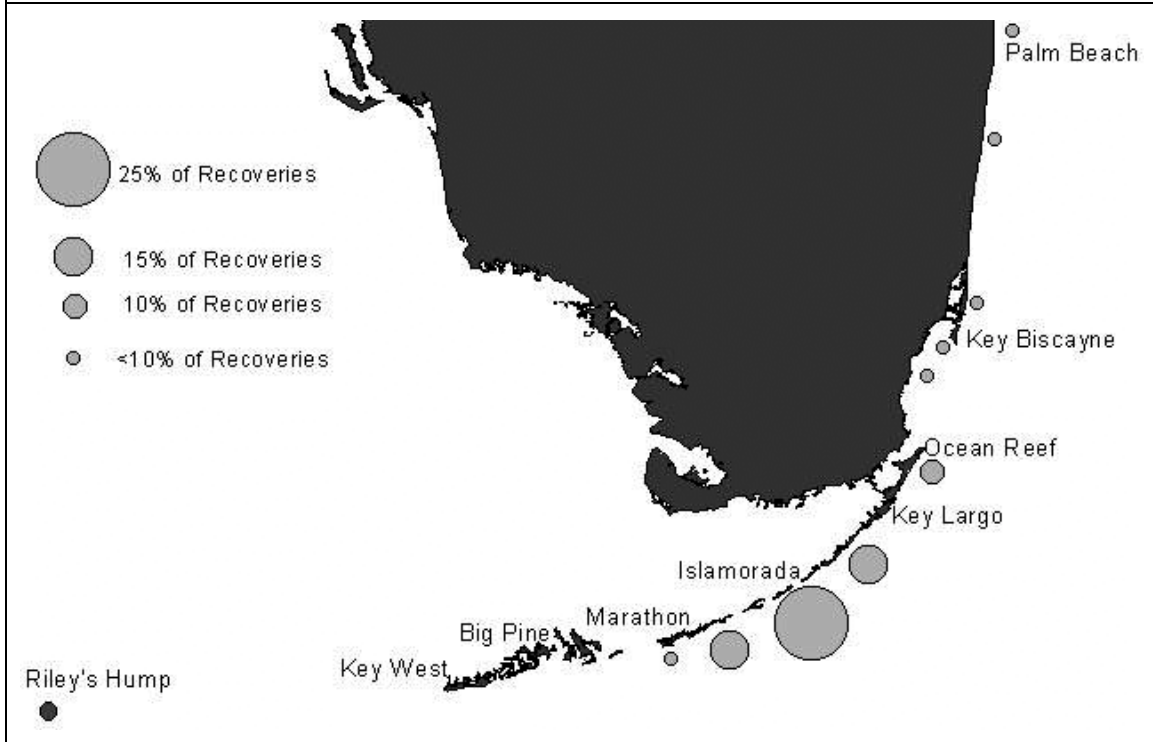 Palm Beach
25% of Recoveries
15% of Recoveries
10% of Recoveries
<10% of Recoveries
Key Biscayne
Ocean Reef
Key Largo
Islamorada
Marathon
Big Pine
Key West
Riley's Hump